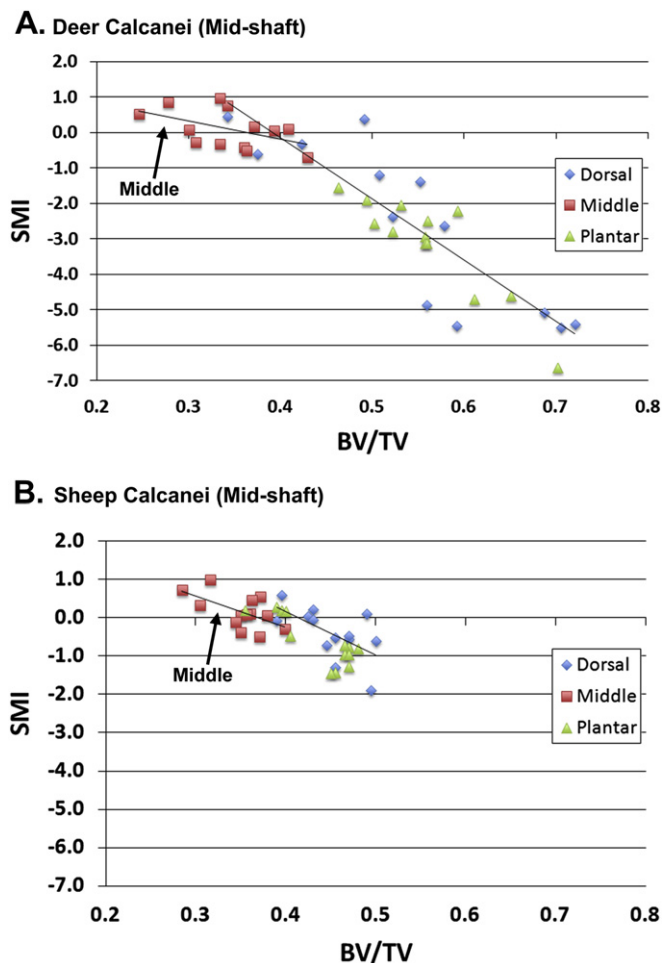 A. Deer Calcanei (Mid-shaft)
2.0
1.0
0.0
-1.0
-2.0
-3.0
-4.0
-5.0
-6.0
-7.0
SMI
Middle
Dorsal
Middle
Plantar
0.2 0.3 0.4 0.5 0.6 0.7 0.8
BV/TV
B. Sheep Calcanei (Mid-shaft)
2.0
1.0
0.0
-1.0
-2.0
-3.0
-4.0
-5.0
-6.0
-7.0
SMI
Middle
Dorsal
Middle
Plantar
0.2 0.3 0.4 0.5 0.6 0.7 0.8
BV/TV